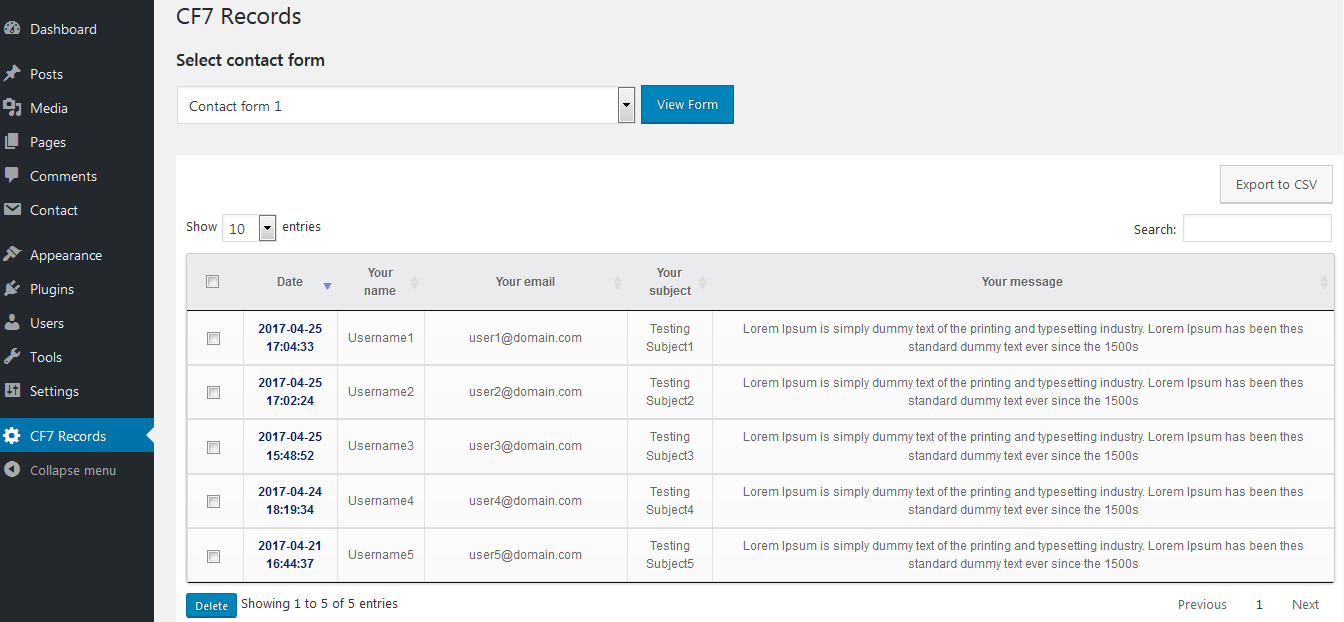 Dashboard
Posts
Media
Pages
Comments
Contact
Appearance
Plugins
Users
Tools
Settings
CF7 Records
Collapse menu
CF7 Records
Select contact form
Contact form 1
View Form
Export to CSV
Show 10 entries
Search:
Date
Your
name
Your email
Your
subject
Your message
2017-04-25
17:04:33
Username1
user1@domain.com
Testing
Subject1
Lorem Ipsum is simply dummy text of the printing and typesetting industry. Lorem Ipsum has been thes
standard dummy text ever since the 1500s
2017-04-25
17:02:24
Username2
user2@domain.com
Testing
Subject2
Lorem Ipsum is simply dummy text of the printing and typesetting industry. Lorem Ipsum has been thes
standard dummy text ever since the 1500s
2017-04-25
15:48:52
Username3
user3@domain.com
Testing
Subject3
Lorem Ipsum is simply dummy text of the printing and typesetting industry. Lorem Ipsum has been thes
standard dummy text ever since the 1500s
2017-04-24
18:19:34
Username4
user4@domain.com
Testing
Subject4
Lorem Ipsum is simply dummy text of the printing and typesetting industry. Lorem Ipsum has been thes
standard dummy text ever since the 1500s
2017-04-21
16:44:37
Username5
user5@domain.com
Testing
Subject5
Lorem Ipsum is simply dummy text of the printing and typesetting industry. Lorem Ipsum has been thes
standard dummy text ever since the 1500s
Delete
Showing 1 to 5 of 5 entries
Previous 1 Next